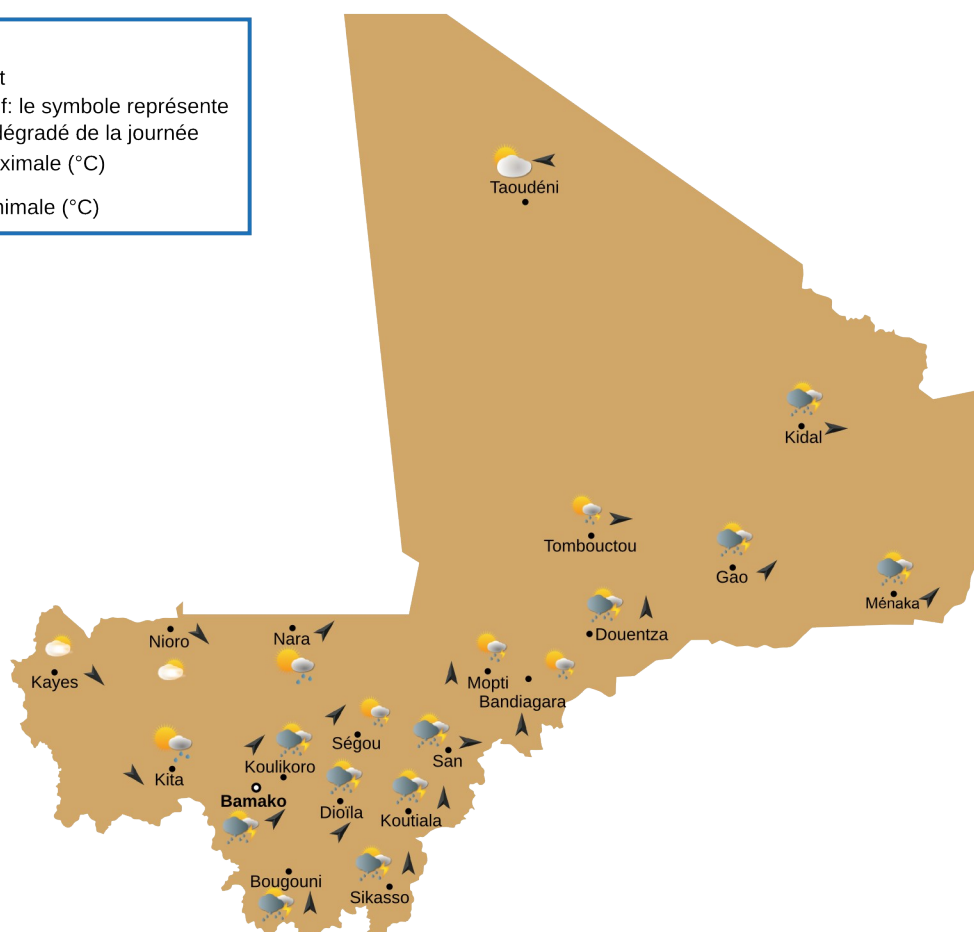 t
f: le symbole représente
dégradé de la journée
ximale (°C)
nimale (°C)
Taoudéni
Kidal
Tombouctou
Gao
Ménaka
Douentza
Nioro
Nara
Kayes
Mopti
Bandiagara
Ségou
San
Koulikoro
Kita
Bamako
Dioïla
Koutiala
Bougouni
Sikasso